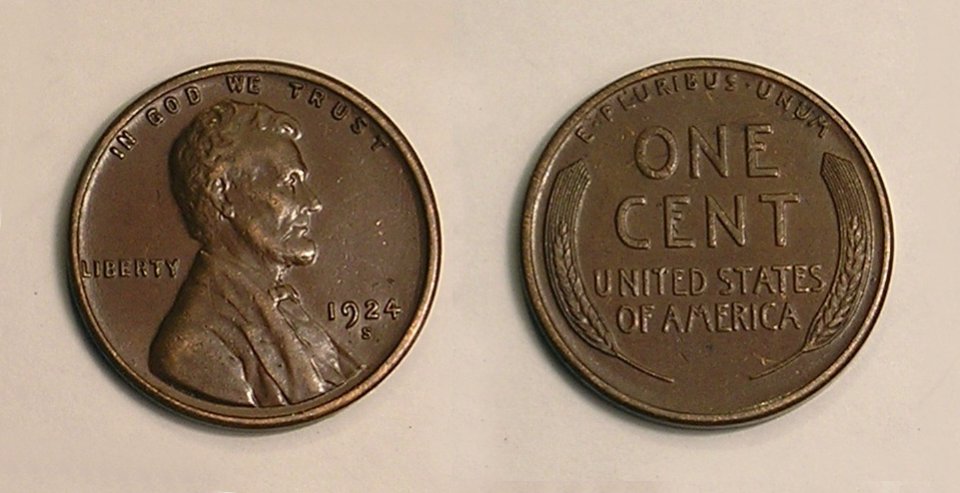 IN GOD WE TRUST
LIBERTY
1924
S
E·PLURIBUS·UNUM
ONE
CENT
UNITED STATES
OF AMERICA